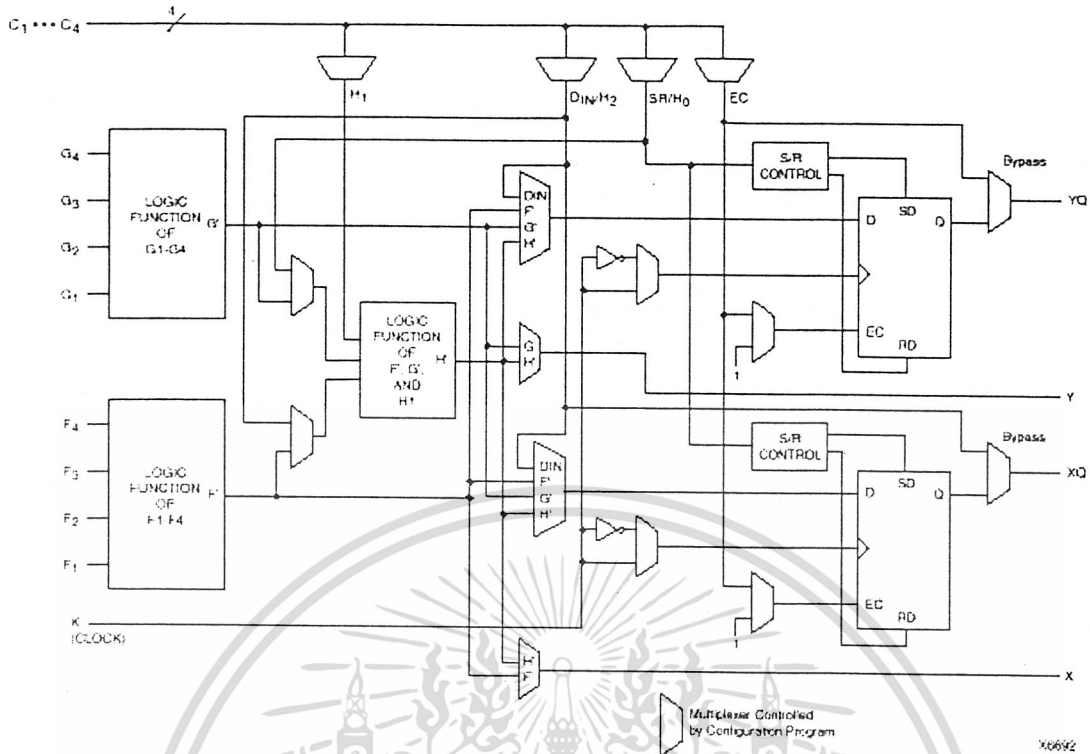 4
C1 ••• C4
H1
DIN/H2
SR/H0
EC
G4
G3
G2
G1
LOGIC
FUNCTION
OF
G1-G4
G'
S/R
CONTROL
Bypass
DIN
F'
G'
H'
D
SD
Q
YQ
EC
RD
1
LOGIC
FUNCTION
OF
F', G',
AND
H1
H'
G'
H'
Y
F4
F3
F2
F1
LOGIC
FUNCTION
OF
F1-F4
F'
S/R
CONTROL
Bypass
DIN
F'
G'
H'
D
SD
Q
XQ
EC
RD
1
K
(CLOCK)
H'
F'
X
Multiplexer Controlled
by Configuration Program
X6692